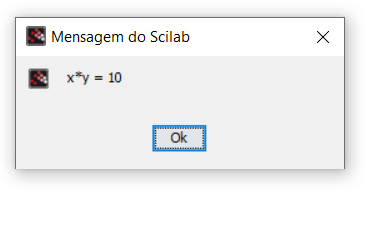 Mensagem do Scilab
x*y = 10
Ok